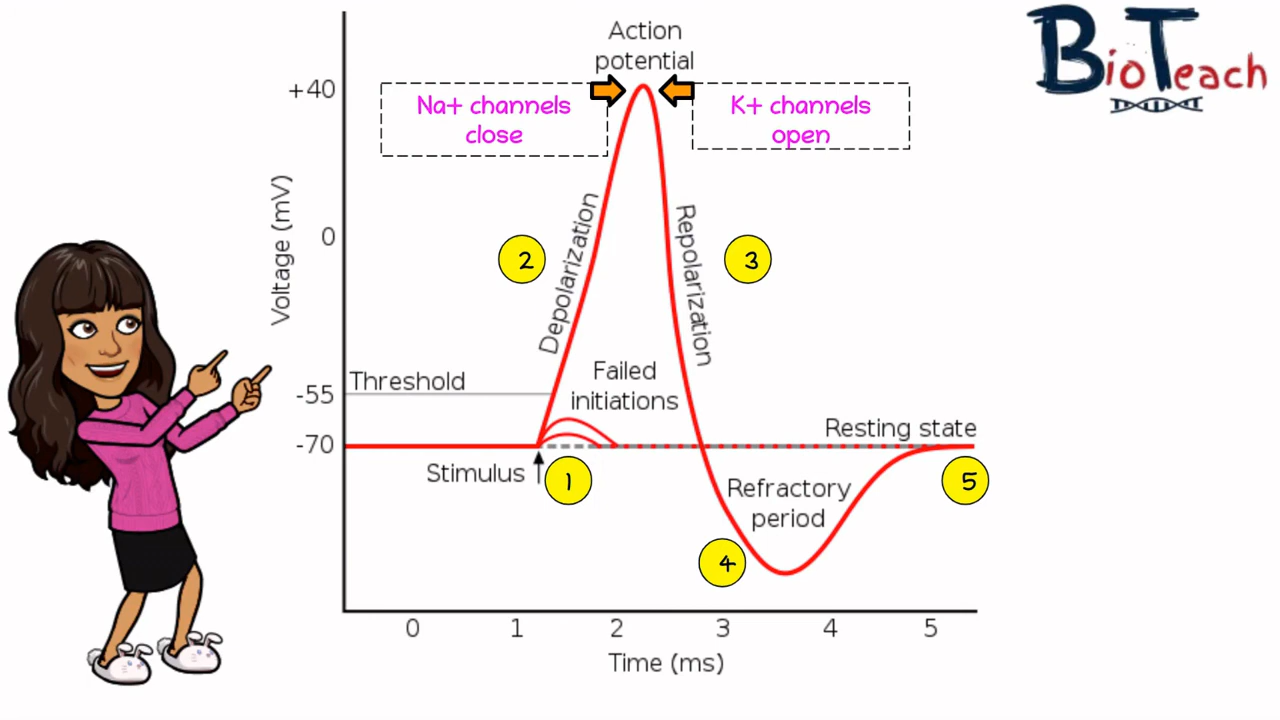 BioTeach
Action
potential
+40
Na+ channels
close
K+ channels
open
Voltage (mV)
0
Depolarization
2
Repolarization
3
Failed
initiations
-55
Threshold
-70
Resting state
Stimulus
1
Refractory
period
5
4
0 1 2 3 4 5
Time (ms)